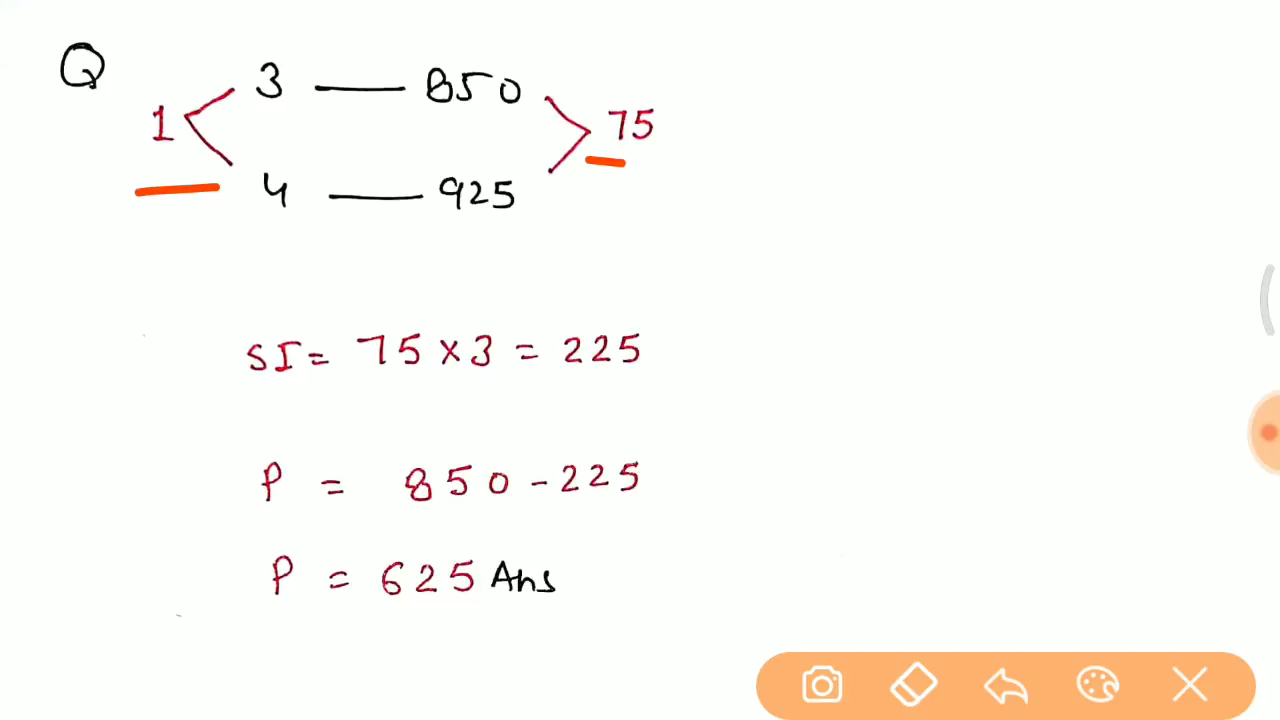 Q 3 — 850
1 75
4 — 925
SI = 75 × 3 = 225
P = 850 - 225
P = 625 Ans